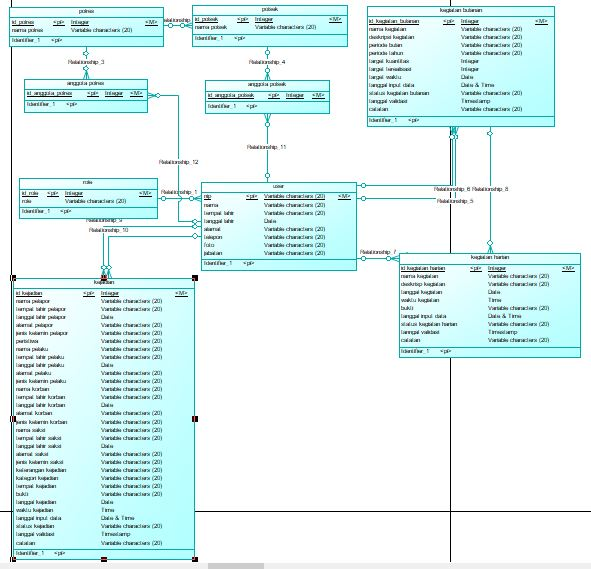 polres
id_polres <pi> Integer <M>
nama polres Variable characters (20)
Identifier_1 <pi>
polsek
id_polsek <pi> Integer <M>
nama polsek Variable characters (20)
Identifier_1 <pi>
kegiatan bulanan
id_kegiatan_bulanan <pi> Integer <M>
nama kegiatan Variable characters (20)
deskripsi kegiatan Variable characters (20)
periode bulan Variable characters (20)
periode tahun Variable characters (20)
target kuantitas Integer
target terealisasi Integer
target waktu Date
tanggal input data Date & Time
status kegiatan bulanan Variable characters (20)
tanggal validasi Timestamp
catatan Variable characters (20)
Identifier_1 <pi>
Relationship_3
Relationship_4
anggota polres
id_anggota_polres <pi> Integer <M>
Identifier_1 <pi>
anggota polsek
id_anggota_polsek <pi> Integer <M>
Identifier_1 <pi>
Relationship_11
Relationship_12
role
id_role <pi> Integer <M>
role Variable characters (20)
Identifier_1 <pi>
Relationship_1
user
nip <pi> Variable characters (20) <M>
nama Variable characters (20)
tempat lahir Variable characters (20)
tanggal lahir Date
alamat Variable characters (20)
telepon Variable characters (20)
foto Variable characters (20)
jabatan Variable characters (20)
Identifier_1 <pi>
Relationship_6
Relationship_8
Relationship_5
Relationship_9
Relationship_10
Relationship_7
kegiatan harian
id kegiatan harian <pi> Integer <M>
nama kegiatan Variable characters (20)
deskripsi kegiatan Variable characters (20)
tanggal kegiatan Date
waktu kegiatan Time
bukti Variable characters (20)
tanggal input data Date & Time
status kegiatan harian Variable characters (20)
tanggal validasi Timestamp
catatan Variable characters (20)
Identifier_1 <pi>
kejadian
id_kejadian <pi> Integer <M>
nama pelapor Variable characters (20)
tempat lahir pelapor Variable characters (20)
tanggal lahir pelapor Date
alamat pelapor Variable characters (20)
jenis kelamin pelapor Variable characters (20)
peristiwa Variable characters (20)
nama pelaku Variable characters (20)
tempat lahir pelaku Variable characters (20)
tanggal lahir pelaku Date
alamat pelaku Variable characters (20)
jenis kelamin pelaku Variable characters (20)
nama korban Variable characters (20)
tempat lahir korban Variable characters (20)
tanggal lahir korban Date
alamat korban Variable characters (20)
jenis kelamin korban Variable characters (20)
nama saksi Variable characters (20)
tempat lahir saksi Variable characters (20)
tanggal lahir saksi Date
alamat saksi Variable characters (20)
jenis kelamin saksi Variable characters (20)
keterangan kejadian Variable characters (20)
kategori kejadian Variable characters (20)
tempat kejadian Variable characters (20)
bukti Variable characters (20)
tanggal kejadian Date
waktu kejadian Time
tanggal input data Date & Time
status kejadian Variable characters (20)
tanggal validasi Timestamp
catatan Variable characters (20)
Identifier_1 <pi>